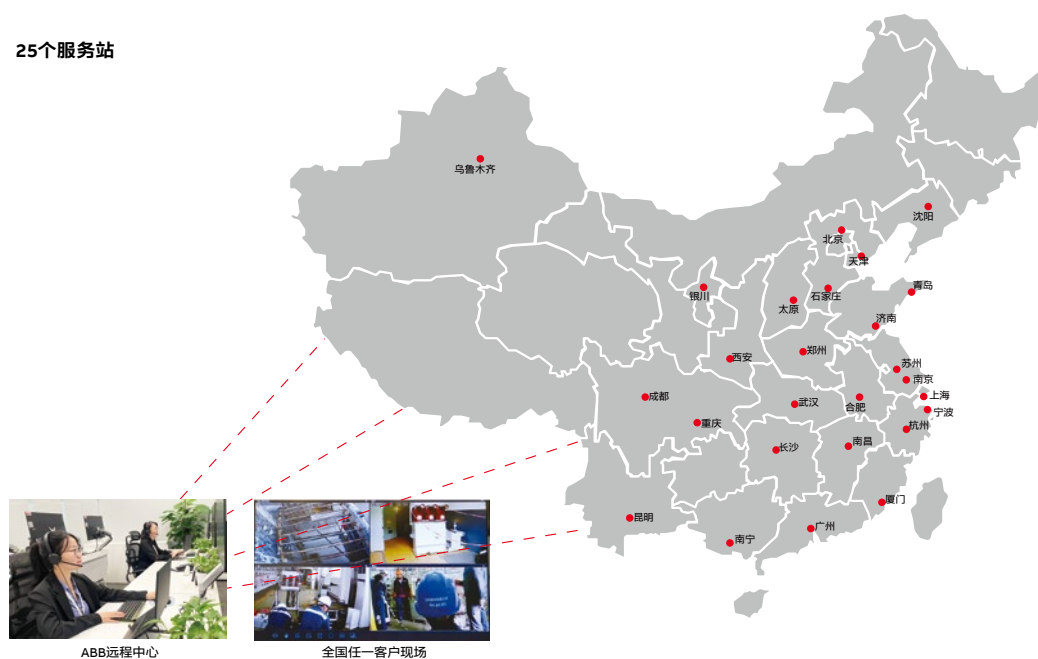 25个服务站
乌鲁木齐
沈阳
北京
天津
青岛
银川
石家庄
太原
济南
西安
郑州
苏州
南京
成都
武汉
合肥
上海
宁波
重庆
杭州
长沙
南昌
厦门
昆明
广州
南宁
ABB远程中心
全国任一客户现场